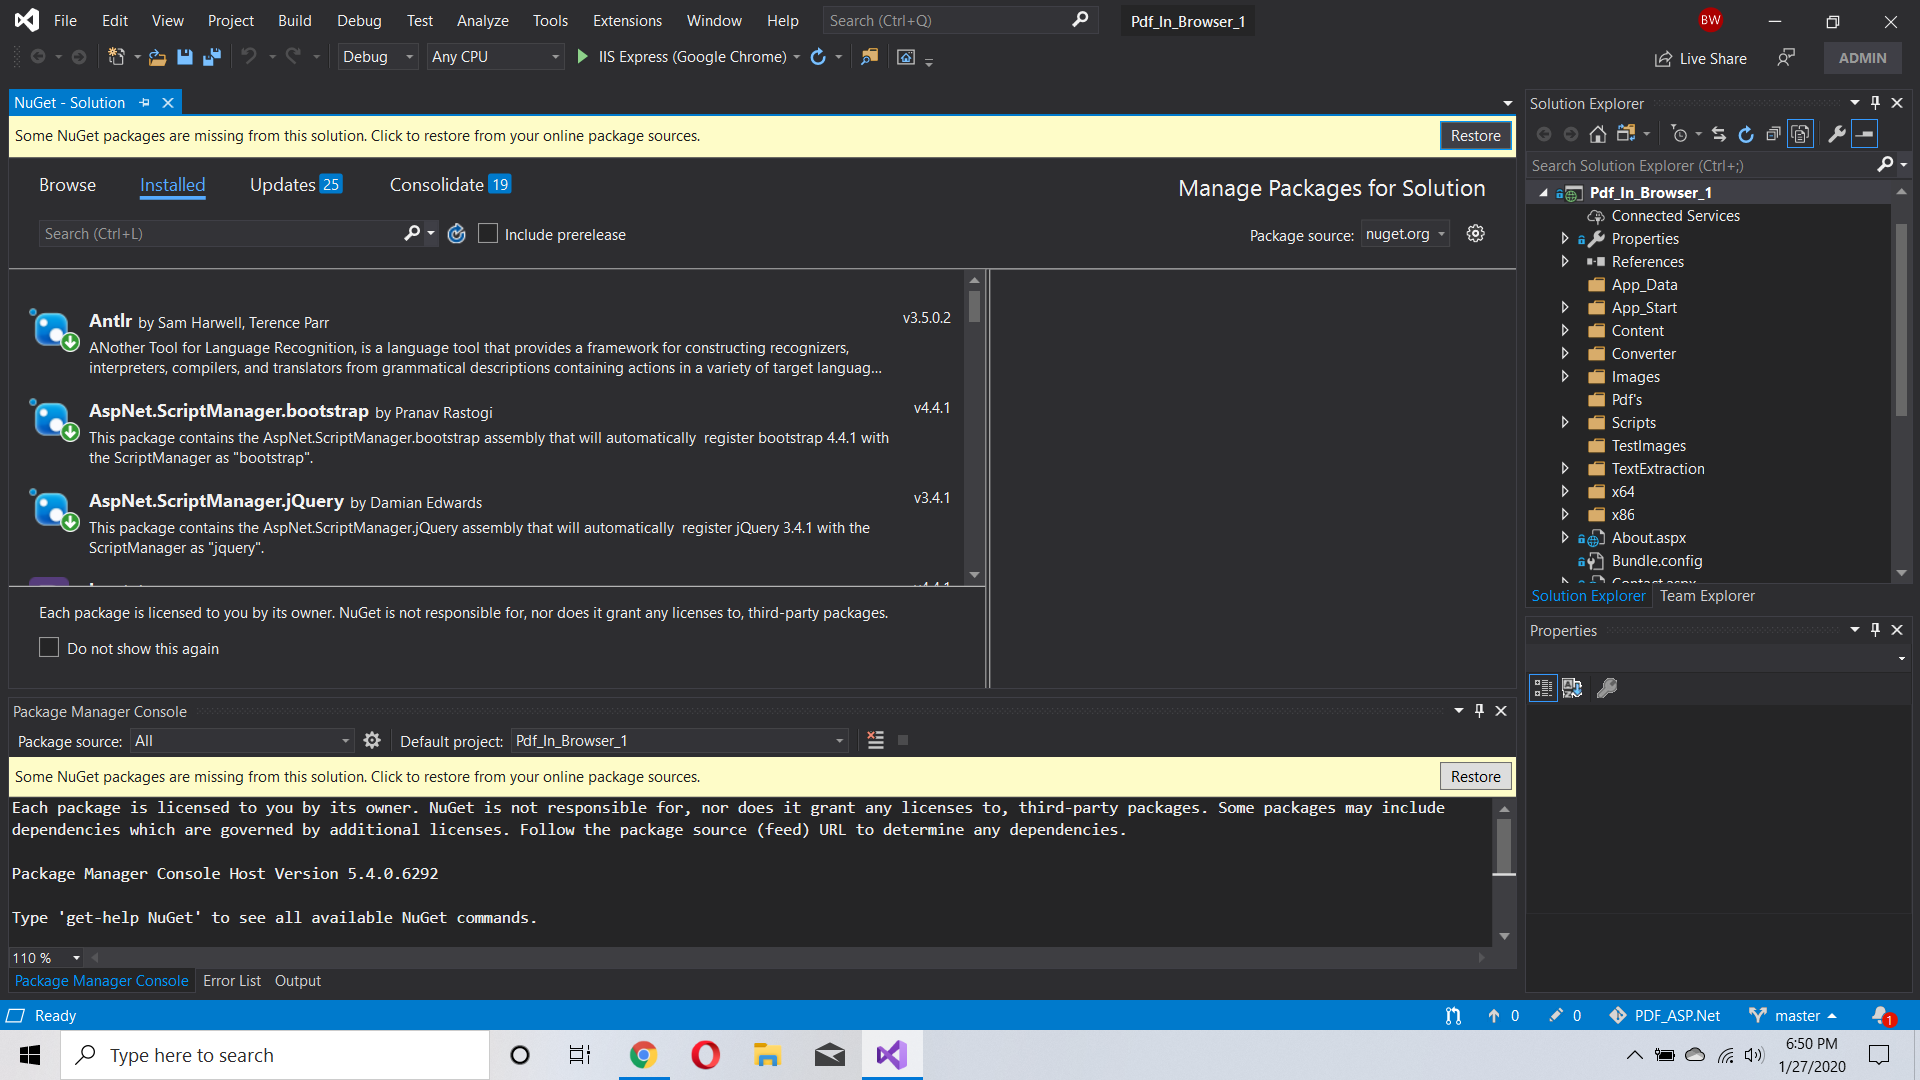 File Edit View Project Build Debug Test Analyze Tools Extensions Window Help Search (Ctrl+Q) Pdf_In_Browser_1 BW
Debug Any CPU IIS Express (Google Chrome) Live Share ADMIN
NuGet - Solution
Some NuGet packages are missing from this solution. Click to restore from your online package sources. Restore
Browse Installed Updates 25 Consolidate 19 Manage Packages for Solution
Search (Ctrl+L) Include prerelease Package source: nuget.org
Antlr by Sam Harwell, Terence Parr v3.5.0.2
ANother Tool for Language Recognition, is a language tool that provides a framework for constructing recognizers,
interpreters, compilers, and translators from grammatical descriptions containing actions in a variety of target languag...
AspNet.ScriptManager.bootstrap by Pranav Rastogi v4.4.1
This package contains the AspNet.ScriptManager.bootstrap assembly that will automatically  register bootstrap 4.4.1 with
the ScriptManager as "bootstrap".
AspNet.ScriptManager.jQuery by Damian Edwards v3.4.1
This package contains the AspNet.ScriptManager.jQuery assembly that will automatically  register jQuery 3.4.1 with the
ScriptManager as "jquery".
Each package is licensed to you by its owner. NuGet is not responsible for, nor does it grant any licenses to, third-party packages.
Do not show this again
Package Manager Console
Package source: All Default project: Pdf_In_Browser_1
Some NuGet packages are missing from this solution. Click to restore from your online package sources. Restore
Each package is licensed to you by its owner. NuGet is not responsible for, nor does it grant any licenses to, third-party packages. Some packages may include
dependencies which are governed by additional licenses. Follow the package source (feed) URL to determine any dependencies.
Package Manager Console Host Version 5.4.0.6292
Type 'get-help NuGet' to see all available NuGet commands.
110 %
Package Manager Console Error List Output
Solution Explorer
Search Solution Explorer (Ctrl+;)
Pdf_In_Browser_1
Connected Services
Properties
References
App_Data
App_Start
Content
Converter
Images
Pdf's
Scripts
TestImages
TextExtraction
x64
x86
About.aspx
Bundle.config
Contact.aspx
Solution Explorer Team Explorer
Properties
Ready 0 0 PDF_ASP.Net master 1
Type here to search
6:50 PM
1/27/2020